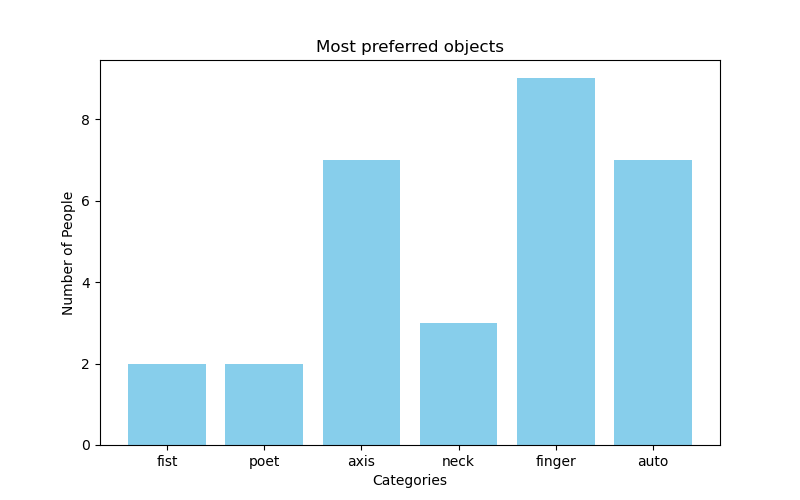 Most preferred objects
Number of People
8
6
4
2
0
fist poet axis neck finger auto
Categories